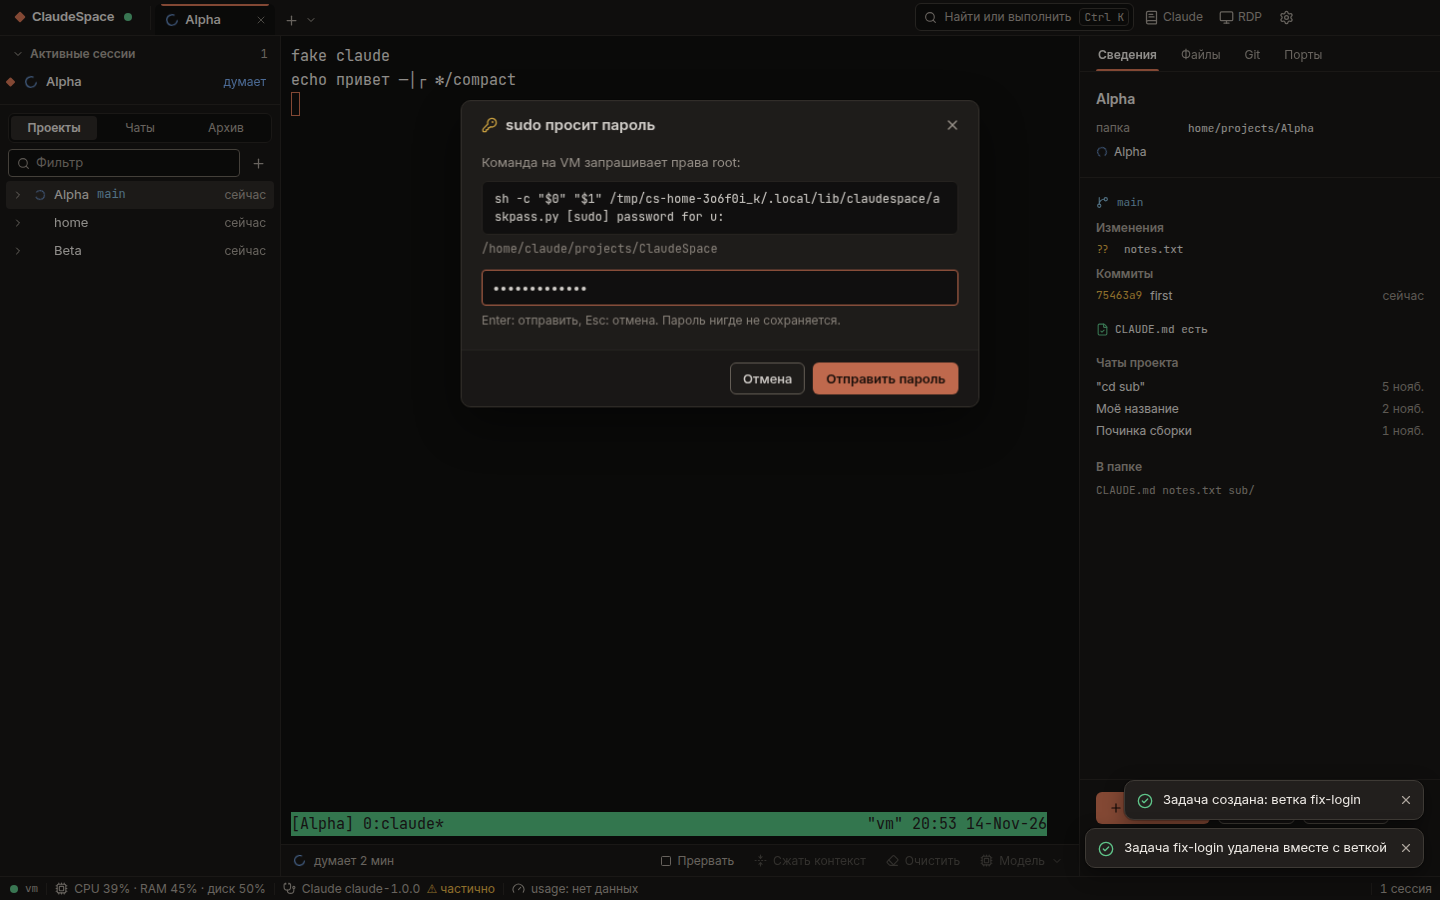 ClaudeSpace
Alpha
Найти или выполнить Ctrl K
Claude
RDP
Активные сессии 1
Alpha думает
Проекты Чаты Архив
Фильтр
Alpha main сейчас
home сейчас
Beta сейчас
fake claude
echo привет ─│┌ ✻/compact
sudo просит пароль
Команда на VM запрашивает права root:
sh -c "$0" "$1" /tmp/cs-home-3o6f0i_k/.local/lib/claudespace/a
skpass.py [sudo] password for u:
/home/claude/projects/ClaudeSpace
•••••••••••••
Enter: отправить, Esc: отмена. Пароль нигде не сохраняется.
Отмена
Отправить пароль
[Alpha] 0:claude* "vm" 20:53 14-Nov-26
думает 2 мин
Прервать
Сжать контекст
Очистить
Модель
Сведения Файлы Git Порты
Alpha
папка home/projects/Alpha
Alpha
main
Изменения
?? notes.txt
Коммиты
75463a9 first сейчас
CLAUDE.md есть
Чаты проекта
"cd sub" 5 нояб.
Моё название 2 нояб.
Починка сборки 1 нояб.
В папке
CLAUDE.md notes.txt sub/
Задача создана: ветка fix-login
Задача fix-login удалена вместе с веткой
vm
CPU 39% · RAM 45% · диск 50%
Claude claude-1.0.0 ⚠ частично
usage: нет данных
1 сессия